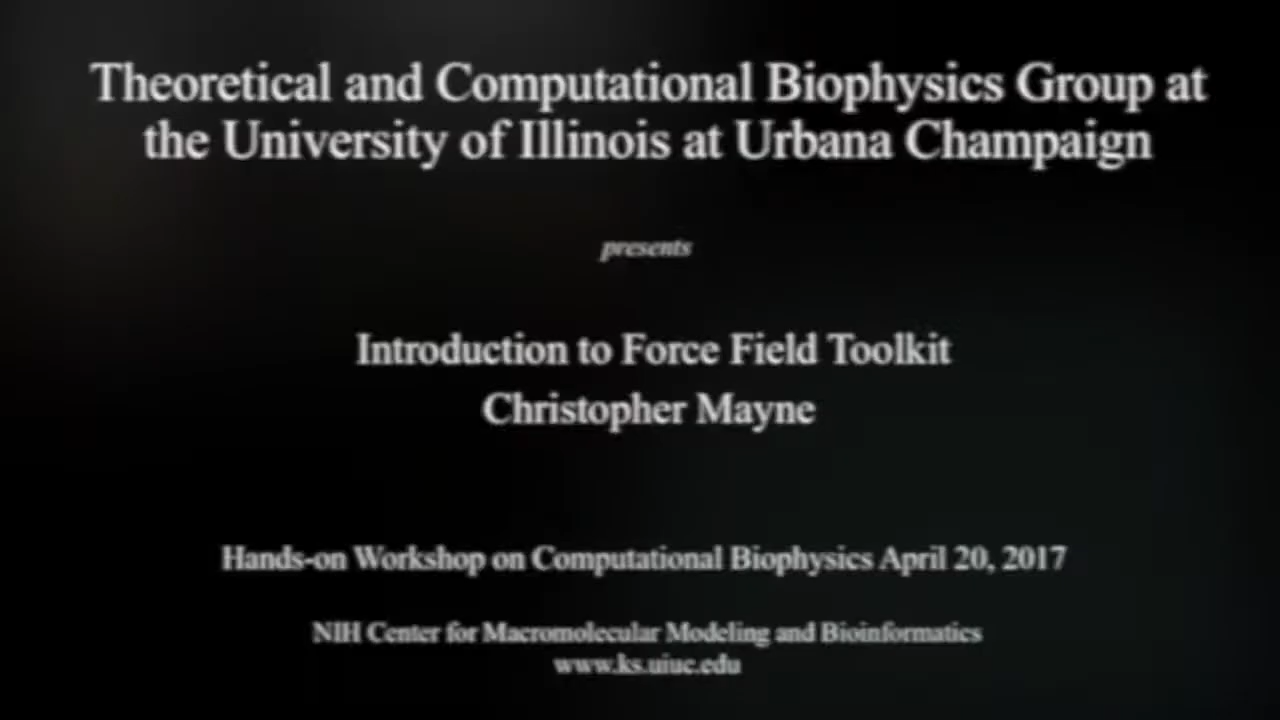 Theoretical and Computational Biophysics Group at
the University of Illinois at Urbana Champaign
presents
Introduction to Force Field Toolkit
Christopher Mayne
Hands-on Workshop on Computational Biophysics April 20, 2017
NIH Center for Macromolecular Modeling and Bioinformatics
www.ks.uiuc.edu